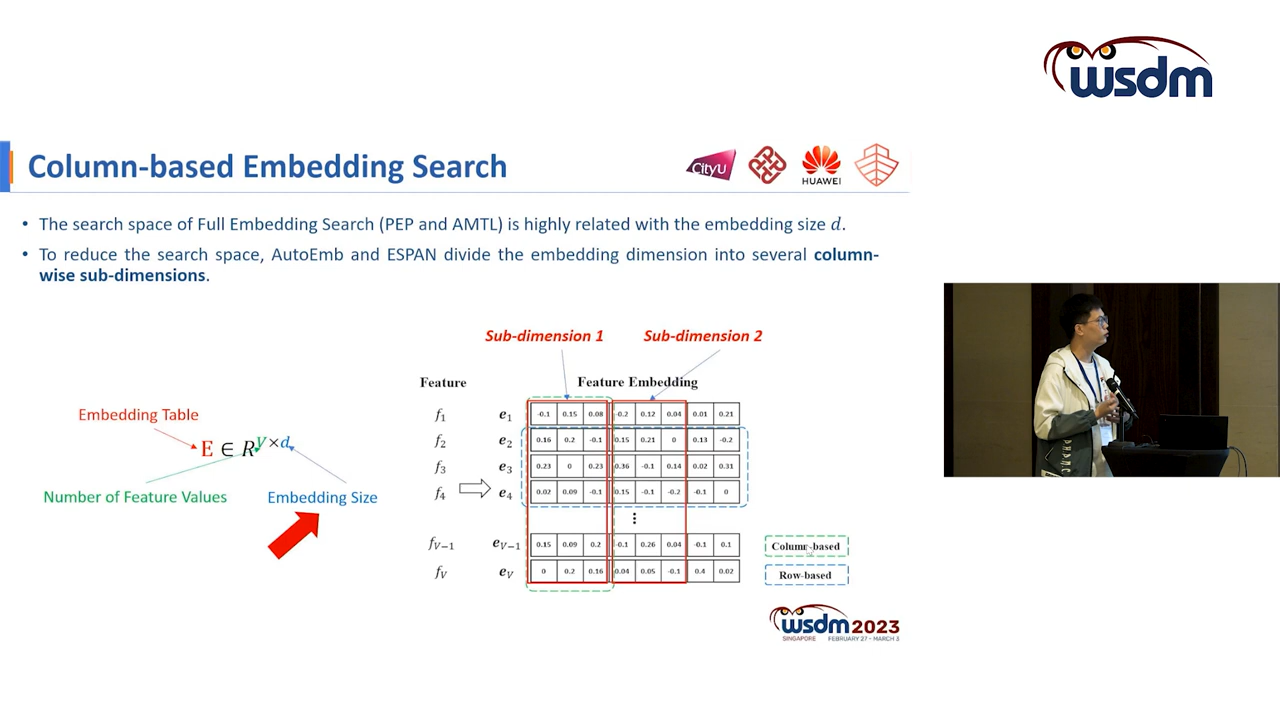 wsdm
Column-based Embedding Search
CityU
HUAWEI
• The search space of Full Embedding Search (PEP and AMTL) is highly related with the embedding size d.
• To reduce the search space, AutoEmb and ESPAN divide the embedding dimension into several column-
wise sub-dimensions.
Sub-dimension 1 Sub-dimension 2
Feature Feature Embedding
Embedding Table
E ∈ R^{V×d}
Number of Feature Values Embedding Size
f₁ e₁ -0.1 0.15 0.08 -0.2 0.12 0.04 0.01 0.21
f₂ e₂ 0.16 0.2 -0.1 0.15 0.21 0 0.13 -0.2
f₃ e₃ 0.23 0 0.23 0.36 -0.1 0.14 0.02 0.31
f₄ e₄ 0.02 0.09 -0.1 0.15 -0.1 -0.2 -0.1 0
⋮
f_{V−1} e_{V−1} 0.15 0.09 0.2 -0.1 0.26 0.04 -0.1 0.1
f_V e_V 0 0.2 0.16 0.04 0.05 -0.1 0.4 0.02
Column-based
Row-based
wsdm 2023
SINGAPORE FEBRUARY 27 - MARCH 3